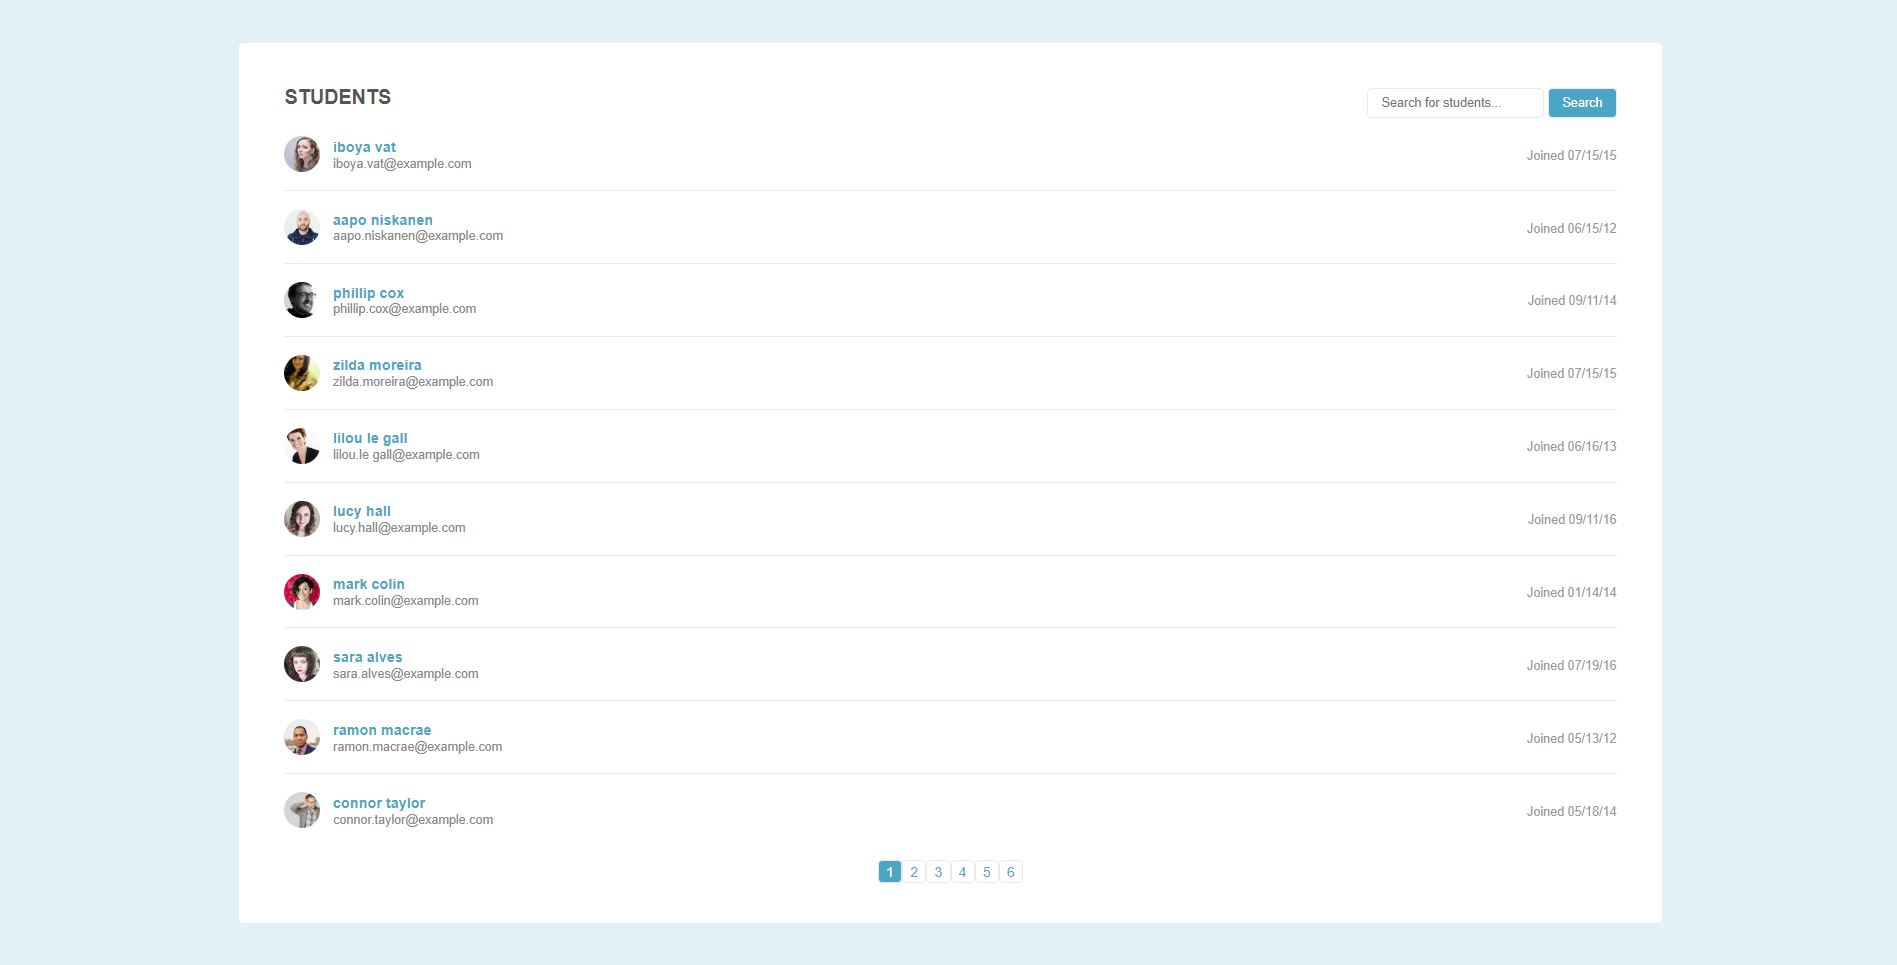 STUDENTS
Search for students... Search
iboya vat
iboya.vat@example.com
Joined 07/15/15
aapo niskanen
aapo.niskanen@example.com
Joined 06/15/12
phillip cox
phillip.cox@example.com
Joined 09/11/14
zilda moreira
zilda.moreira@example.com
Joined 07/15/15
lilou le gall
lilou.le gall@example.com
Joined 06/16/13
lucy hall
lucy.hall@example.com
Joined 09/11/16
mark colin
mark.colin@example.com
Joined 01/14/14
sara alves
sara.alves@example.com
Joined 07/19/16
ramon macrae
ramon.macrae@example.com
Joined 05/13/12
connor taylor
connor.taylor@example.com
Joined 05/18/14
1 2 3 4 5 6